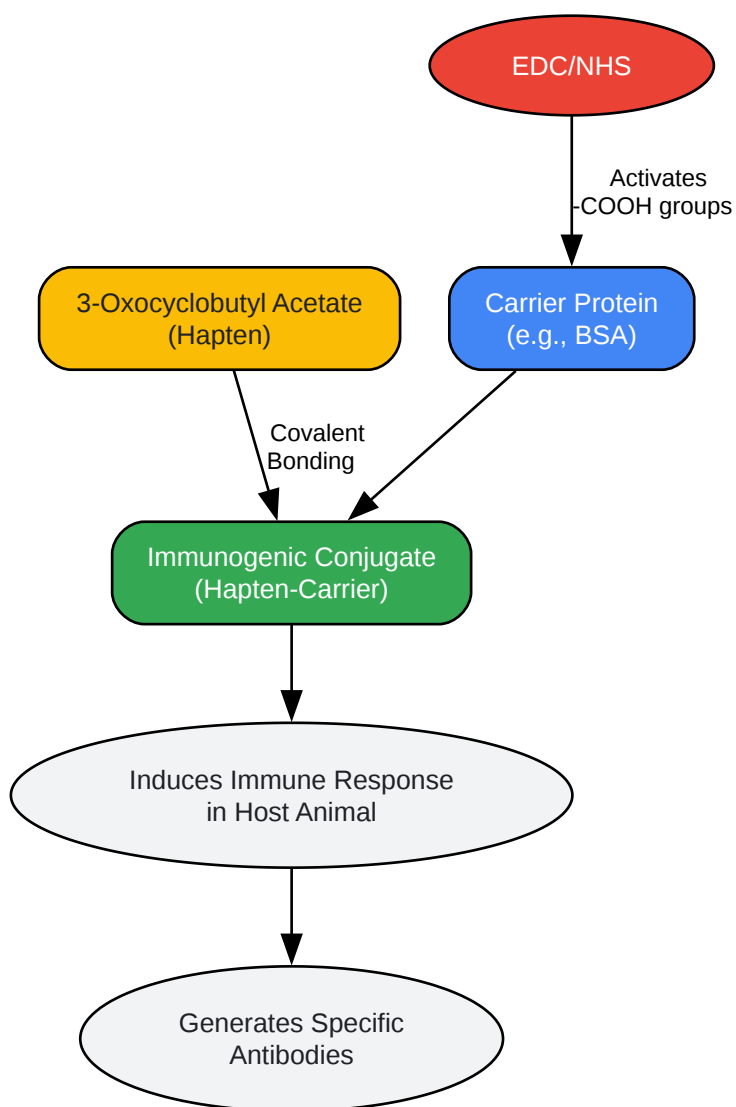 EDC/NHS
Activates
-COOH groups
3-Oxocyclobutyl Acetate
(Hapten)
Carrier Protein
(e.g., BSA)
Covalent
Bonding
Immunogenic Conjugate
(Hapten-Carrier)
Induces Immune Response
in Host Animal
Generates Specific
Antibodies